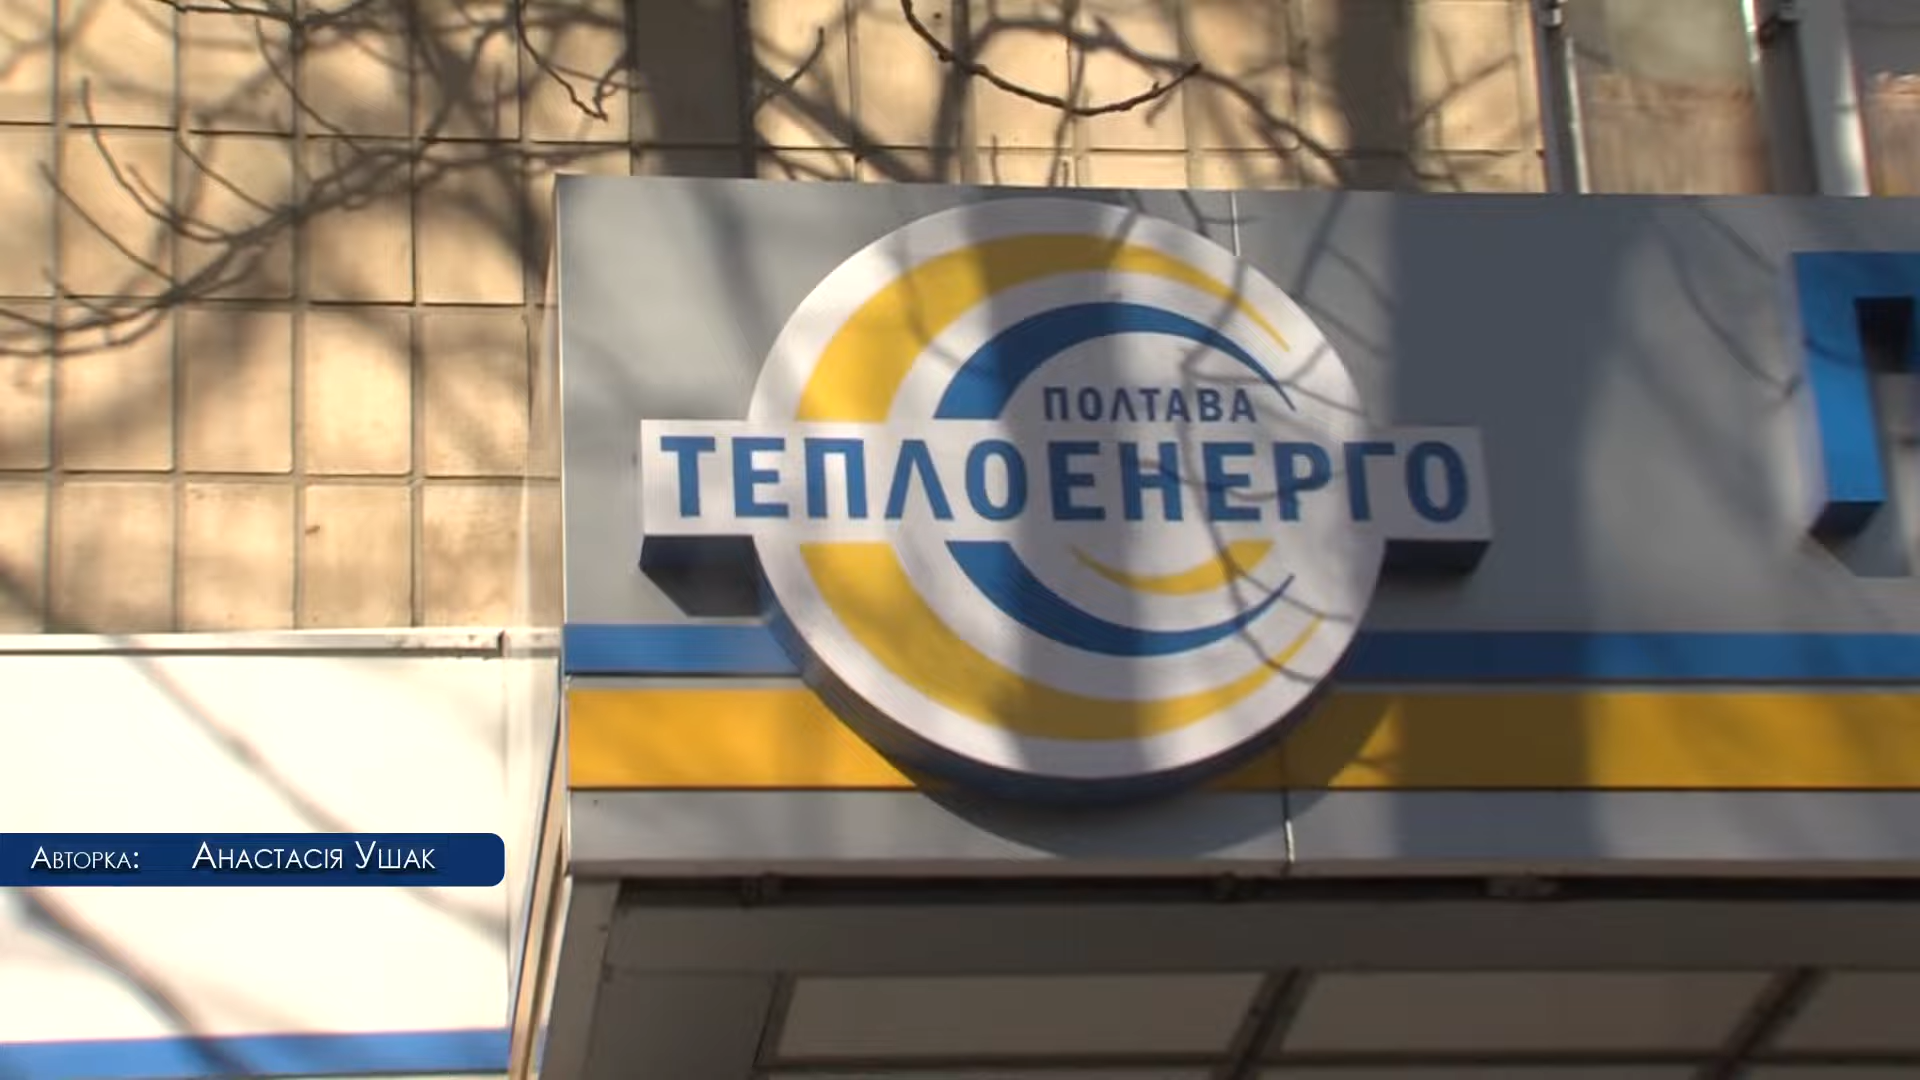 ПОЛТАВА
ТЕПЛОЕНЕРГО
Авторка: Анастасія Ушак